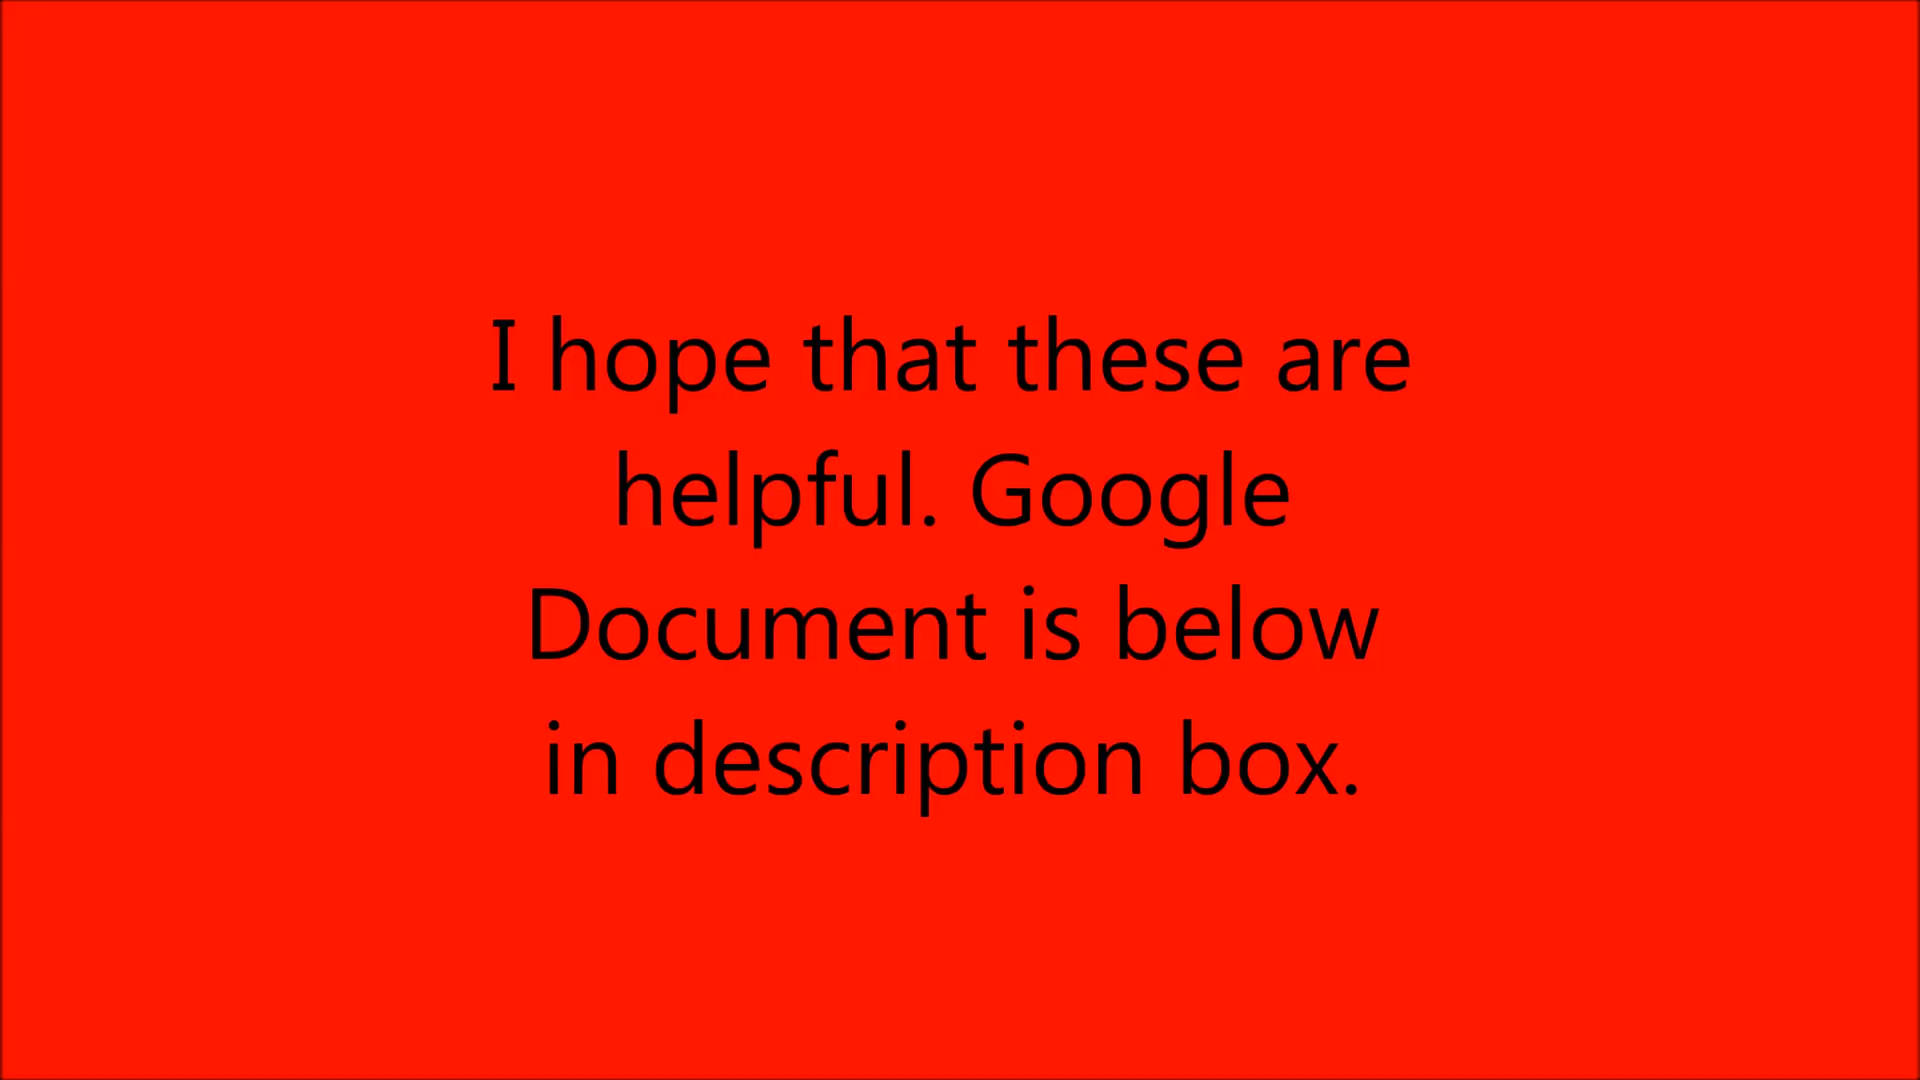 I hope that these are
helpful. Google
Document is below
in description box.